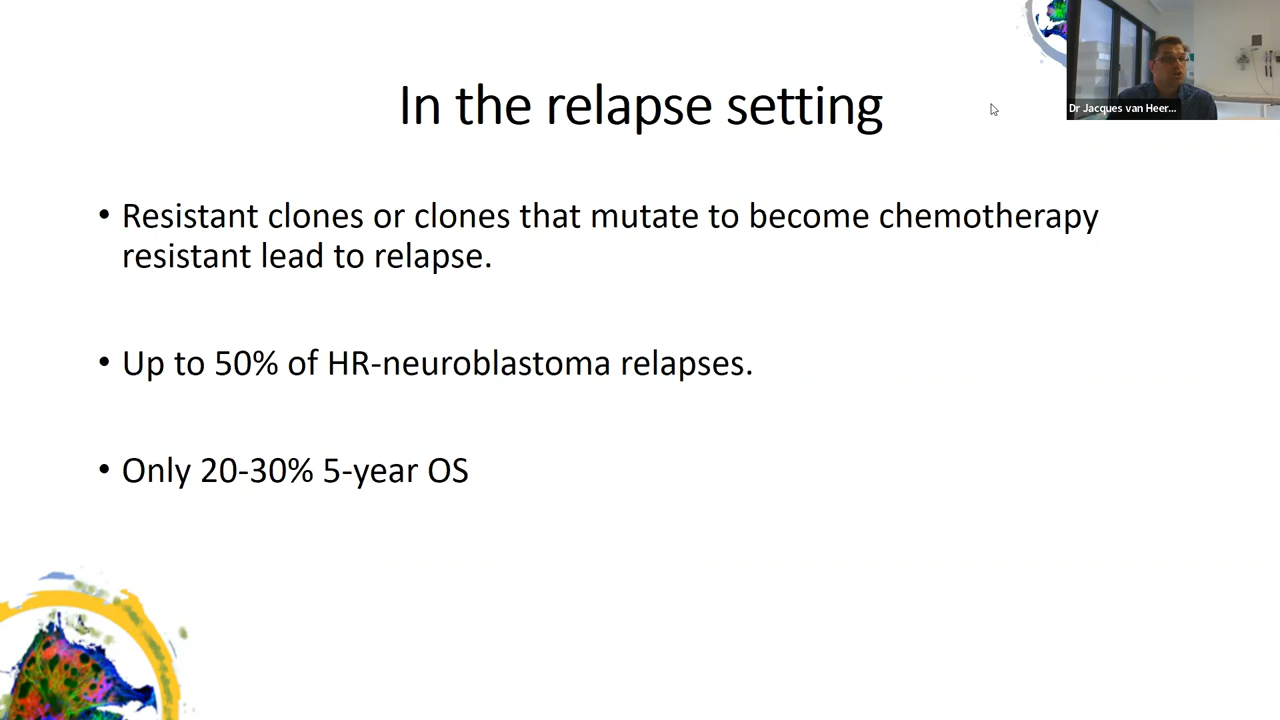 In the relapse setting
Dr Jacques van Heer...
• Resistant clones or clones that mutate to become chemotherapy
resistant lead to relapse.
• Up to 50% of HR-neuroblastoma relapses.
• Only 20-30% 5-year OS